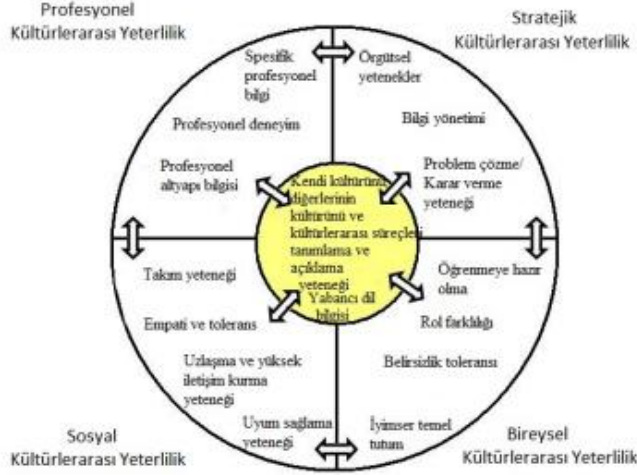 Profesyonel
Kültürlerarası Yeterlilik
Stratejik
Kültürlerarası Yeterlilik
Spesifik
profesyonel
bilgi
Örgütsel
yetenekler
Profesyonel deneyim
Bilgi yönetimi
Profesyonel
altyapı bilgisi
Problem çözme/
Karar verme
yeteneği
Kendi kültürünü
diğerlerinin
kültürünü ve
kültürlerarası süreçleri
tanımlama ve
açıklama
yeteneği
Yabancı dil
bilgisi
Takım yeteneği
Empati ve tolerans
Uzlaşma ve yüksek
iletişim kurma
yeteneği
Uyum sağlama
yeteneği
Öğrenmeye hazır
olma
Rol farklılığı
Belirsizlik toleransı
İyimser temel
tutum
Sosyal
Kültürlerarası Yeterlilik
Bireysel
Kültürlerarası Yeterlilik